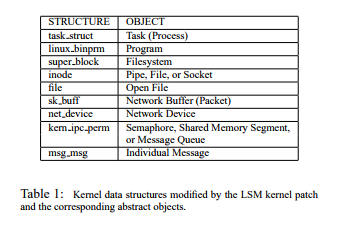 STRUCTURE OBJECT
task_struct Task (Process)
linux_binprm Program
super_block Filesystem
inode Pipe, File, or Socket
file Open File
sk_buff Network Buffer (Packet)
net_device Network Device
kern_ipc_perm Semaphore, Shared Memory Segment,
or Message Queue
msg_msg Individual Message
Table 1: Kernel data structures modified by the LSM kernel patch
and the corresponding abstract objects.